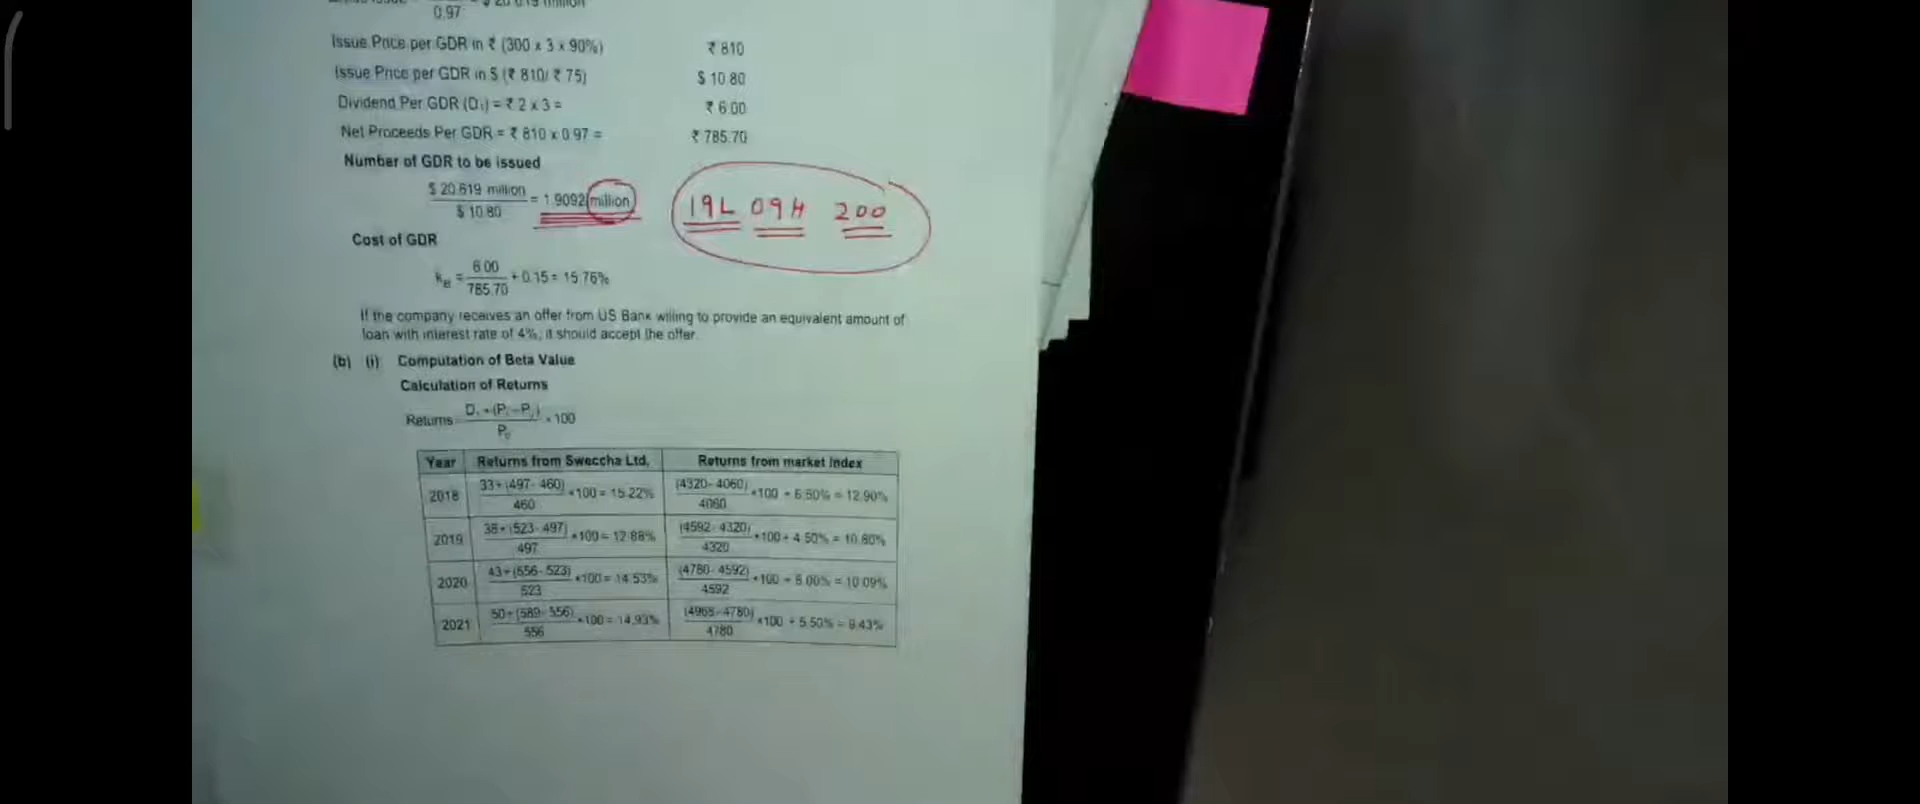 0.97
Issue Price per GDR in ₹ (300 x 3 x 90%) ₹ 810
Issue Price per GDR in $ (₹ 810/ ₹ 75) $ 10.80
Dividend Per GDR (D₁) = ₹ 2 x 3 = ₹ 6.00
Net Proceeds Per GDR = ₹ 810 x 0.97 = ₹ 785.70
Number of GDR to be issued
$ 20.619 million
$ 10.80
= 1.9092 million
19L 09H 200
Cost of GDR
6.00
785.70
+ 0.15 = 15.76%
If the company receives an offer from US Bank willing to provide an equivalent amount of
loan with interest rate of 4%, it should accept the offer.
(b) (i) Computation of Beta Value
Calculation of Returns
Returns = D₁ + (P₁ – P₀) / P₀ × 100
Year Returns from Sweccha Ltd. Returns from market Index
2018 33+(497-460) / 460 ×100 = 15.22% (4320-4060) / 4060 ×100 + 6.50% = 12.90%
2019 38+(523-497) / 497 ×100 = 12.88% (4592-4320) / 4320 ×100 + 4.50% = 10.80%
2020 43+(556-523) / 523 ×100 = 14.53% (4780-4592) / 4592 ×100 + 6.00% = 10.09%
2021 50+(589-556) / 556 ×100 = 14.93% (4968-4780) / 4780 ×100 + 5.50% = 9.43%